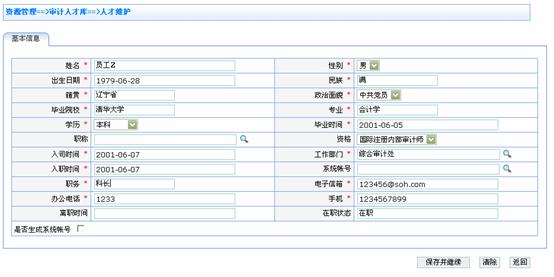 资源管理==>审计人才库==>人才维护
基本信息
姓名 * 员工2 性别 * 男
出生日期 * 1979-06-28 民族 * 满
籍贯 * 辽宁省 政治面貌 * 中共党员
毕业院校 * 清华大学 专业 * 会计学
学历 * 本科 毕业时间 * 2001-06-05
职称 资格 国际注册内部审计师
入司时间 * 2001-06-07 工作部门 * 综合审计处
入职时间 * 2001-06-07 系统帐号
职务 * 科长 电子信箱 * 123456@soh.com
办公电话 * 1233 手机 * 1234567899
离职时间 在职状态 在职
是否生成系统帐号
保存并继续 清除 返回